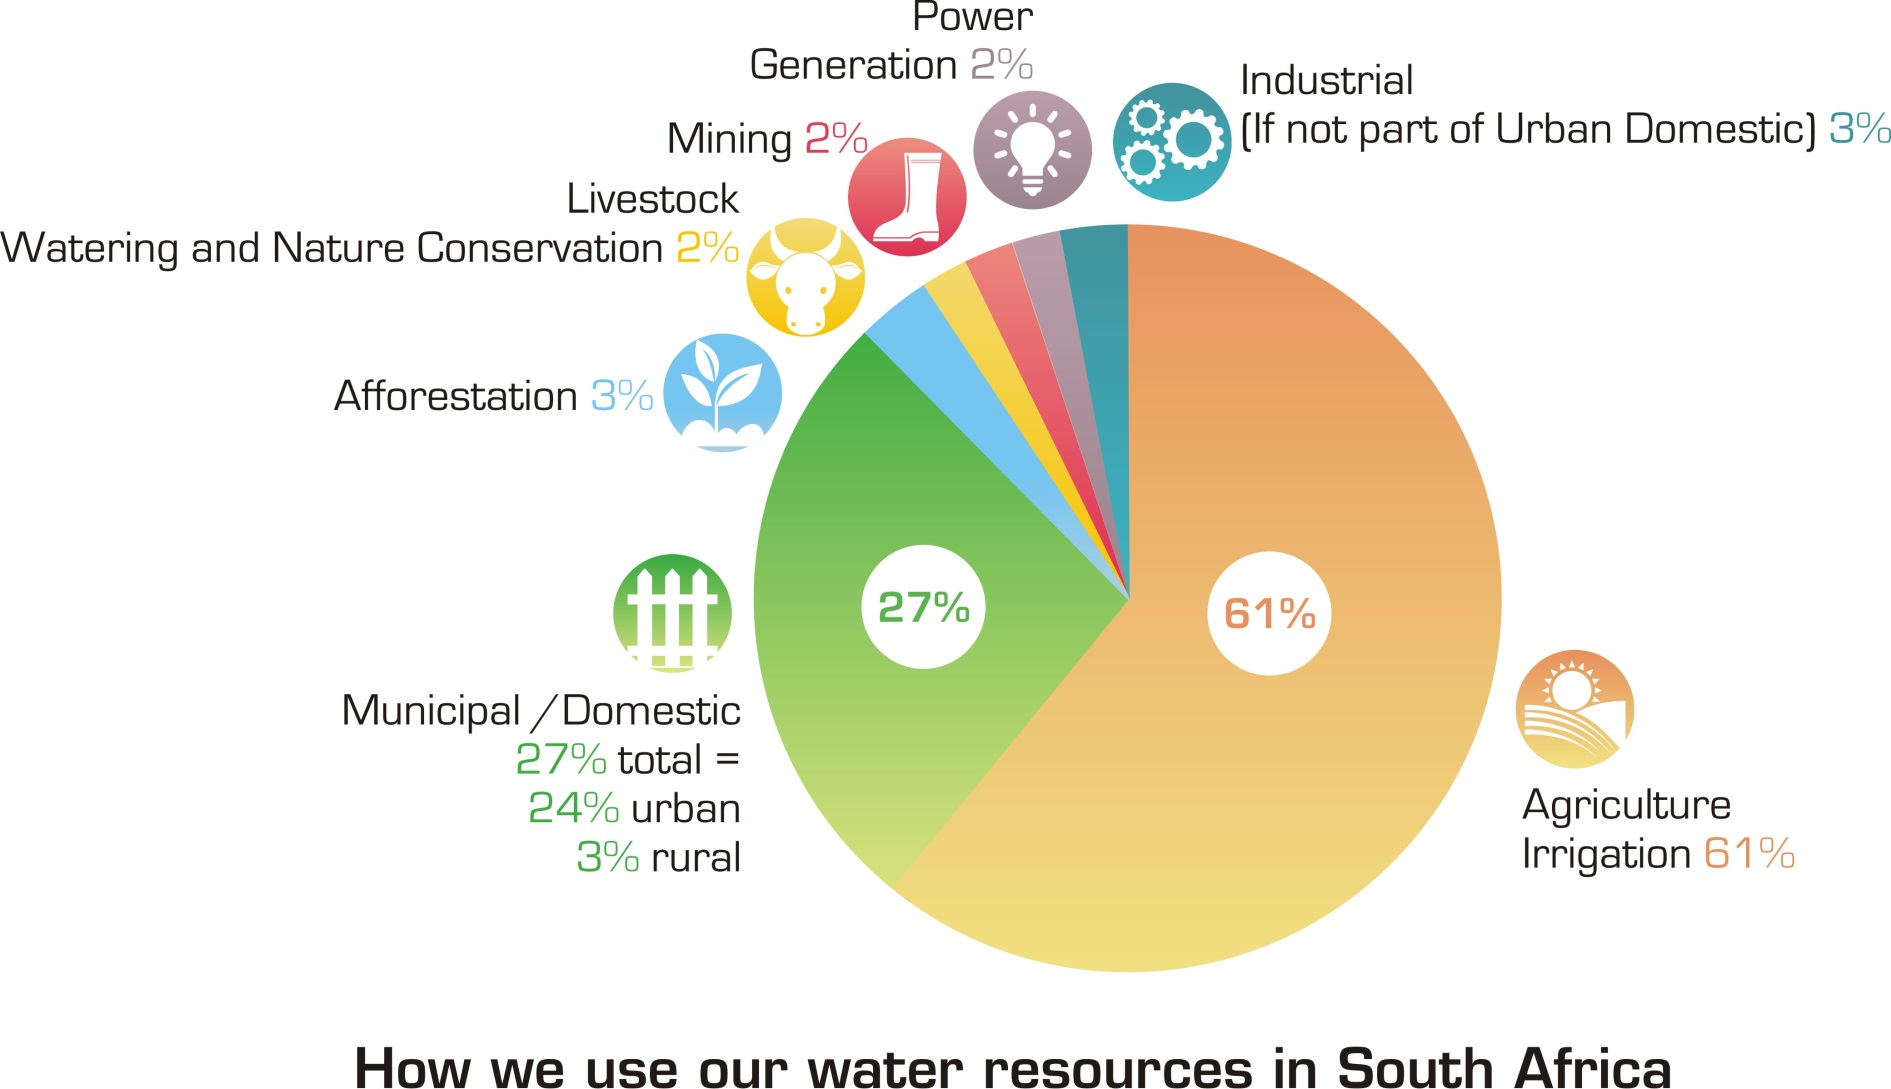 Power
Generation 2%
Industrial
(If not part of Urban Domestic) 3%
Mining 2%
Livestock
Watering and Nature Conservation 2%
Afforestation 3%
27%
61%
Municipal /Domestic
27% total =
24% urban
3% rural
Agriculture
Irrigation 61%
How we use our water resources in South Africa